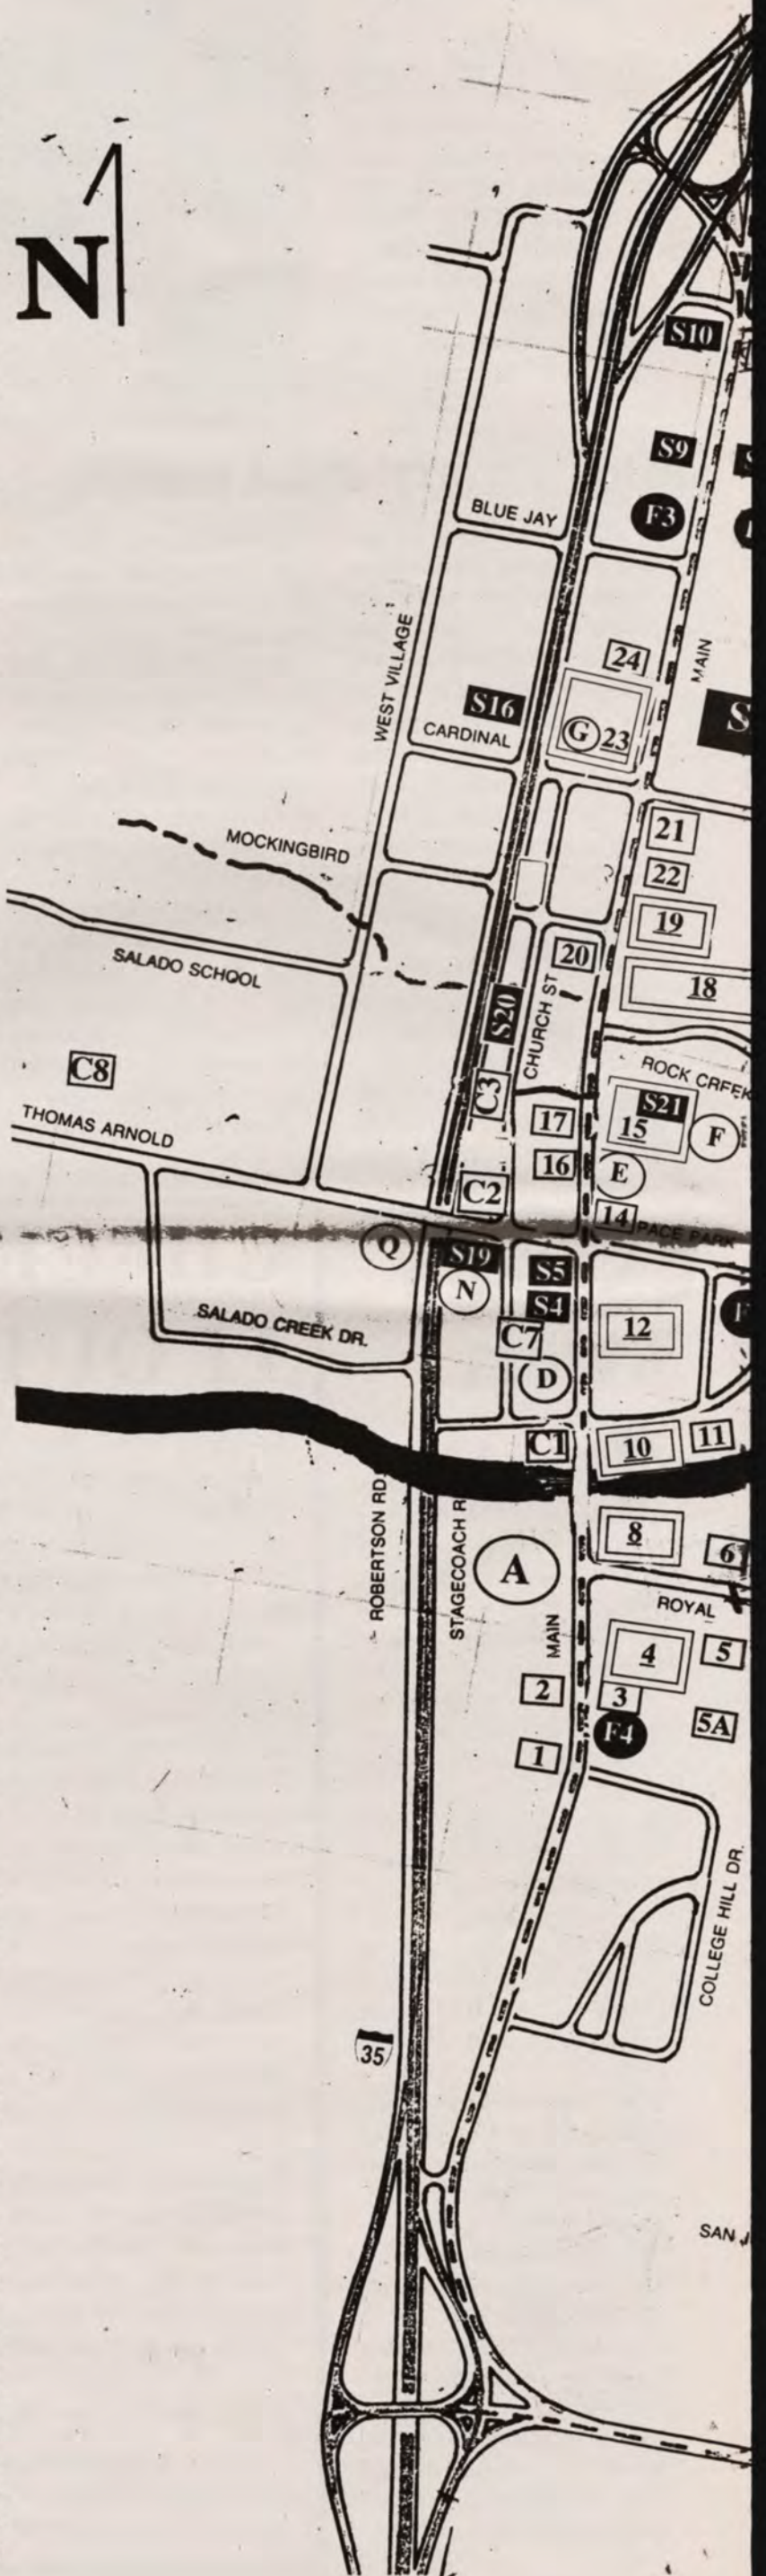 N
S10
S9
F3
BLUE JAY
MAIN
24
WEST VILLAGE
S16
S
G 23
CARDINAL
21
MOCKINGBIRD
22
19
20
SALADO SCHOOL
18
S20
CHURCH ST
C8
ROCK CREEK
C3
S21
THOMAS ARNOLD
17
15
F
16
E
C2
14
PACE PARK
Q
S19
S5
N
S4
SALADO CREEK DR.
C7
12
D
C1
10
11
ROBERTSON RD.
STAGECOACH R
8
6
A
ROYAL
MAIN
4
5
2
3
5A
F4
1
COLLEGE HILL DR.
35
SAN J